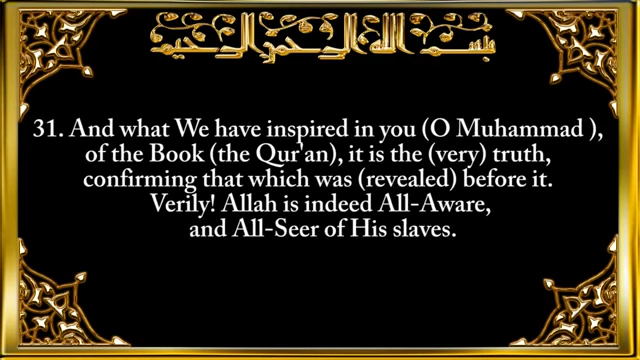 بسم الله الرحمن الرحيم
31. And what We have inspired in you (O Muhammad ),
of the Book (the Qur'an), it is the (very) truth,
confirming that which was (revealed) before it.
Verily! Allah is indeed All-Aware,
and All-Seer of His slaves.